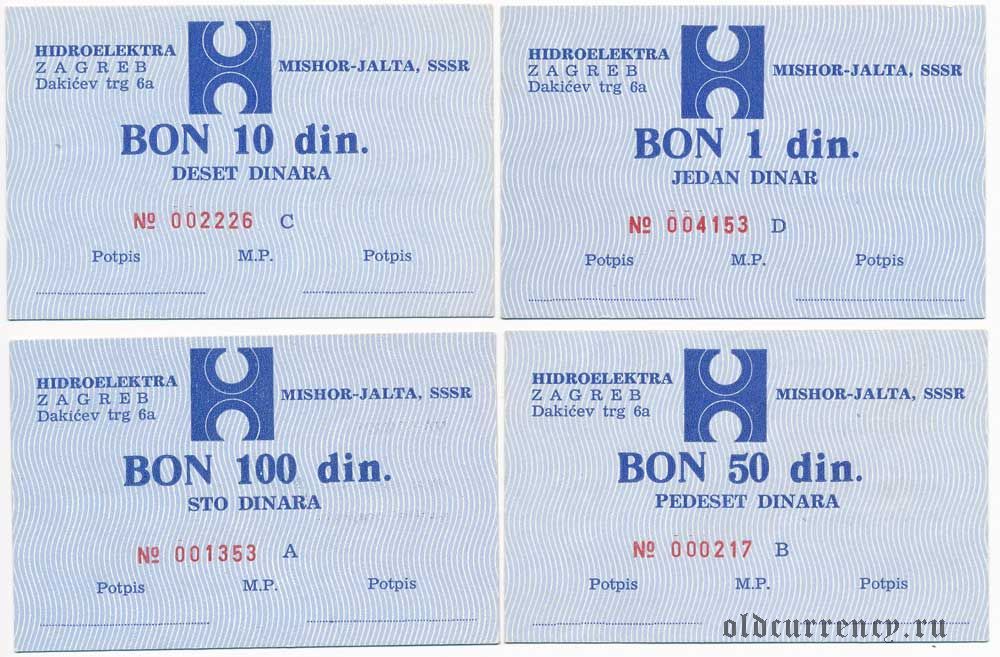 HIDROELEKTRA
ZAGREB
Dakićev trg 6a
MISHOR-JALTA, SSSR
BON 10 din.
DESET DINARA
№ 002226 C
Potpis M.P. Potpis
HIDROELEKTRA
ZAGREB
Dakićev trg 6a
MISHOR-JALTA, SSSR
BON 1 din.
JEDAN DINAR
№ 004153 D
Potpis M.P. Potpis
HIDROELEKTRA
ZAGREB
Dakićev trg 6a
MISHOR-JALTA, SSSR
BON 100 din.
STO DINARA
№ 001353 A
Potpis M.P. Potpis
HIDROELEKTRA
ZAGREB
Dakićev trg 6a
MISHOR-JALTA, SSSR
BON 50 din.
PEDESET DINARA
№ 000217 B
Potpis M.P. Potpis
oldcurrency.ru